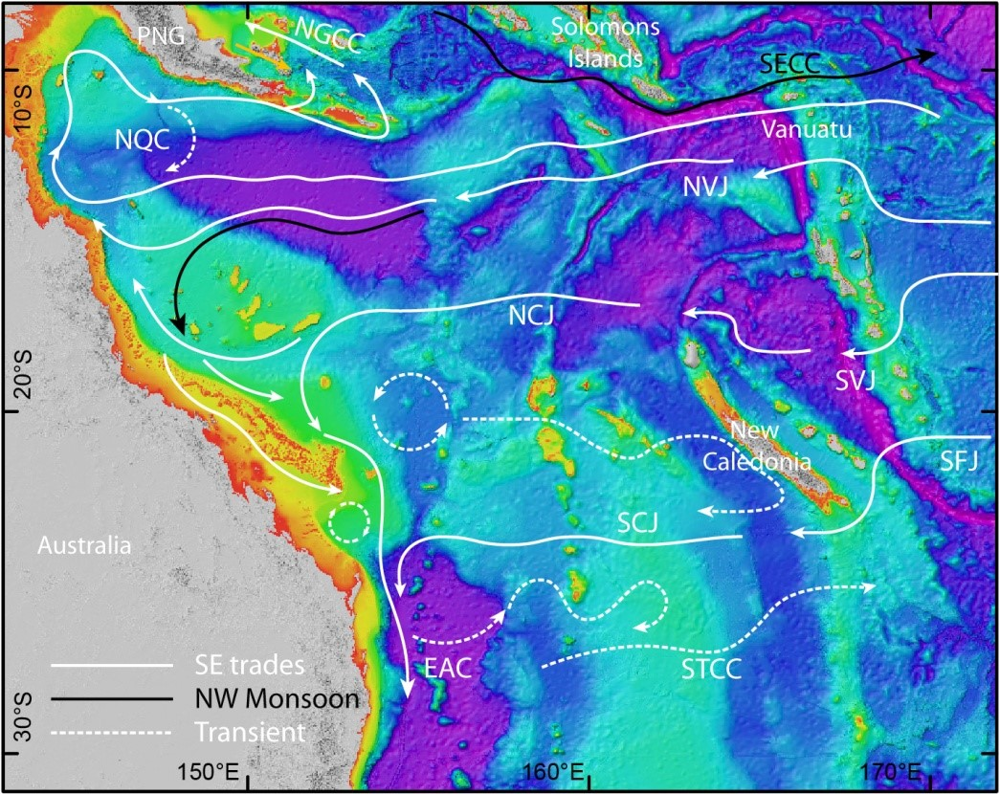 PNG
NGCC
Solomons
Islands
SECC
10°S
NQC
Vanuatu
NVJ
NCJ
20°S
SVJ
New
Caledonia
SFJ
SCJ
Australia
SE trades
EAC
STCC
NW Monsoon
30°S
Transient
150°E
160°E
170°E